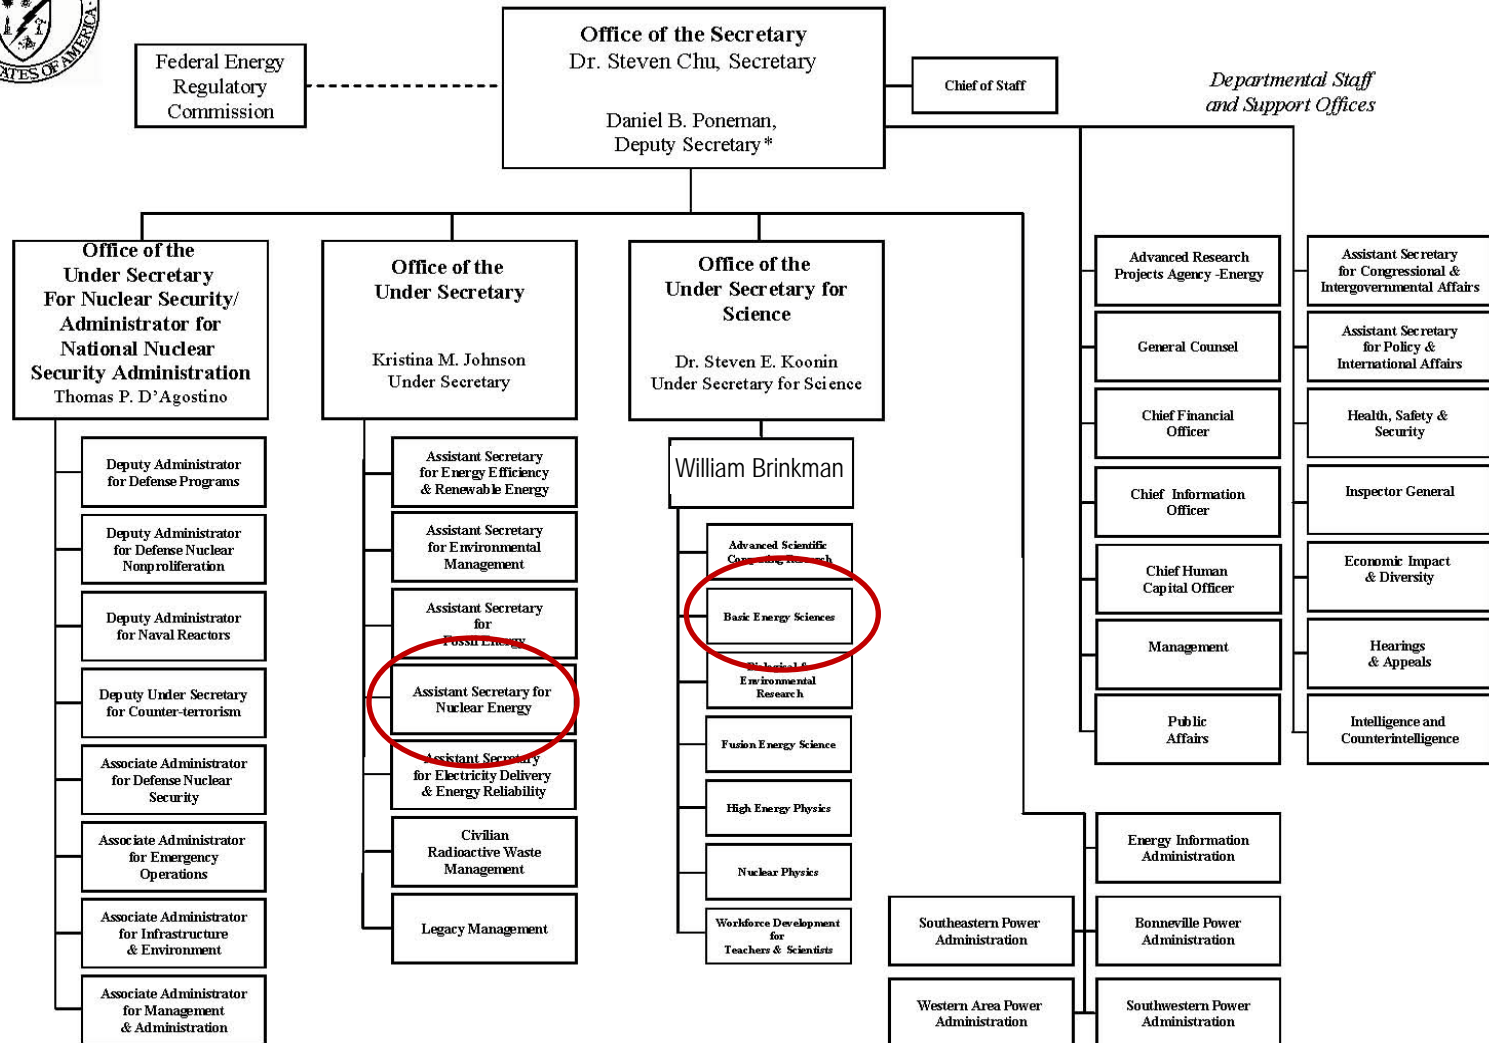 TATES OF AMERICA
Federal Energy
Regulatory
Commission
Office of the Secretary
Dr. Steven Chu, Secretary
Daniel B. Poneman,
Deputy Secretary*
Chief of Staff
Departmental Staff
and Support Offices
Office of the
Under Secretary
For Nuclear Security/
Administrator for
National Nuclear
Security Administration
Thomas P. D’Agostino
Deputy Administrator
for Defense Programs
Deputy Administrator
for Defense Nuclear
Nonproliferation
Deputy Administrator
for Naval Reactors
Deputy Under Secretary
for Counter-terrorism
Associate Administrator
for Defense Nuclear
Security
Associate Administrator
for Emergency
Operations
Associate Administrator
for Infrastructure
& Environment
Associate Administrator
for Management
& Administration
Office of the
Under Secretary
Kristina M. Johnson
Under Secretary
Assistant Secretary
for Energy Efficiency
& Renewable Energy
Assistant Secretary
for Environmental
Management
Assistant Secretary
for
Fossil Energy
Assistant Secretary for
Nuclear Energy
Assistant Secretary
for Electricity Delivery
& Energy Reliability
Civilian
Radioactive Waste
Management
Legacy Management
Office of the
Under Secretary for
Science
Dr. Steven E. Koonin
Under Secretary for Science
William Brinkman
Advanced Scientific
Computing Research
Basic Energy Sciences
Biological &
Environmental
Research
Fusion Energy Science
High Energy Physics
Nuclear Physics
Workforce Development
for
Teachers & Scientists
Advanced Research
Projects Agency -Energy
General Counsel
Chief Financial
Officer
Chief Information
Officer
Chief Human
Capital Officer
Management
Public
Affairs
Assistant Secretary
for Congressional &
Intergovernmental Affairs
Assistant Secretary
for Policy &
International Affairs
Health, Safety &
Security
Inspector General
Economic Impact
& Diversity
Hearings
& Appeals
Intelligence and
Counterintelligence
Energy Information
Administration
Southeastern Power
Administration
Bonneville Power
Administration
Western Area Power
Administration
Southwestern Power
Administration